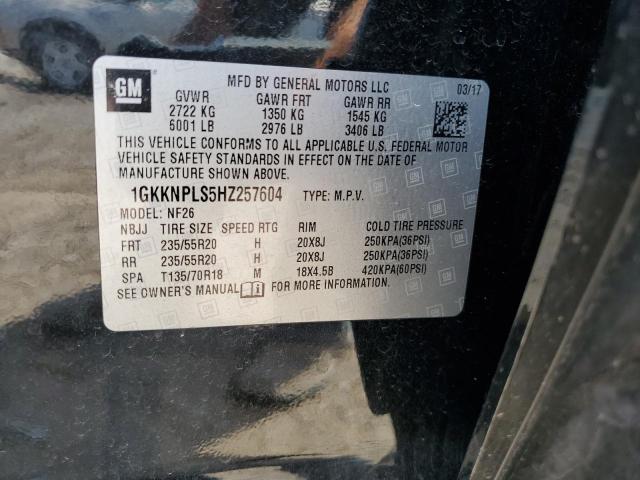 GM
MFD BY GENERAL MOTORS LLC 03/17
GVWR GAWR FRT GAWR RR
2722 KG 1350 KG 1545 KG
6001 LB 2976 LB 3406 LB
THIS VEHICLE CONFORMS TO ALL APPLICABLE U.S. FEDERAL MOTOR
VEHICLE SAFETY STANDARDS IN EFFECT ON THE DATE OF
MANUFACTURE SHOWN ABOVE.
1GKKNPLS5HZ257604 TYPE: M.P.V.
MODEL: NF26
NBJJ TIRE SIZE SPEED RTG RIM COLD TIRE PRESSURE
FRT 235/55R20 H 20X8J 250KPA(36PSI)
RR 235/55R20 H 20X8J 250KPA(36PSI)
SPA T135/70R18 M 18X4.5B 420KPA(60PSI)
SEE OWNER'S MANUAL FOR MORE INFORMATION.